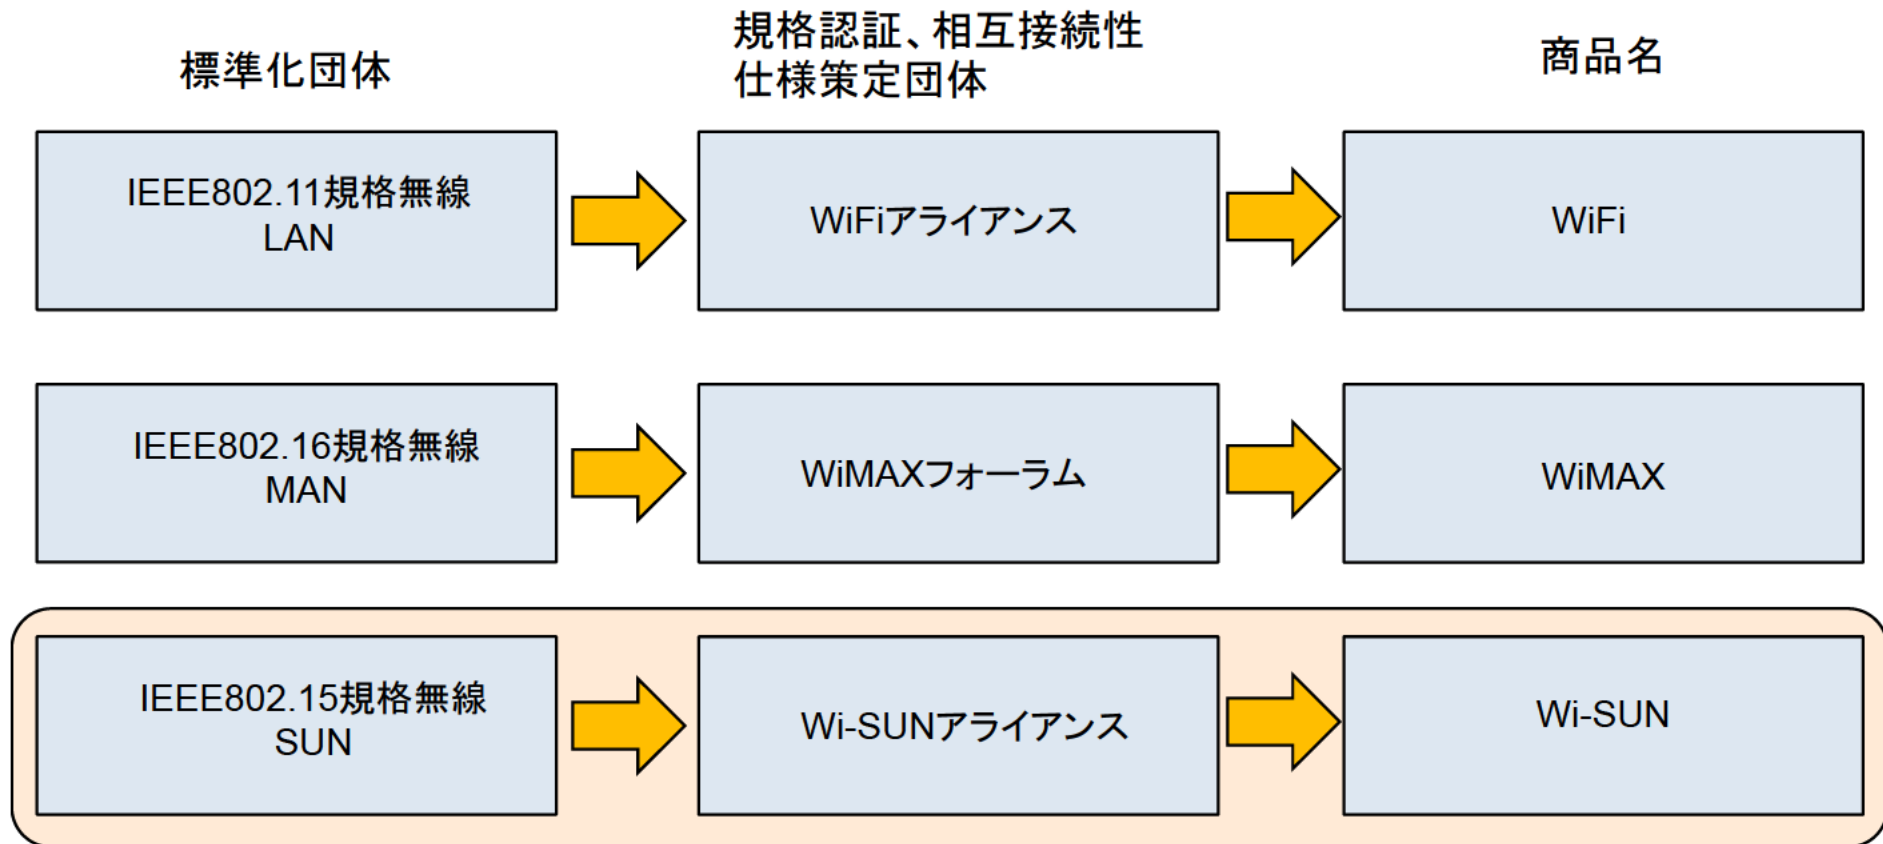 標準化団体
規格認証、相互接続性
仕様策定団体
商品名
IEEE802.11規格無線
LAN
WiFiアライアンス
WiFi
IEEE802.16規格無線
MAN
WiMAXフォーラム
WiMAX
IEEE802.15規格無線
SUN
Wi-SUNアライアンス
Wi-SUN